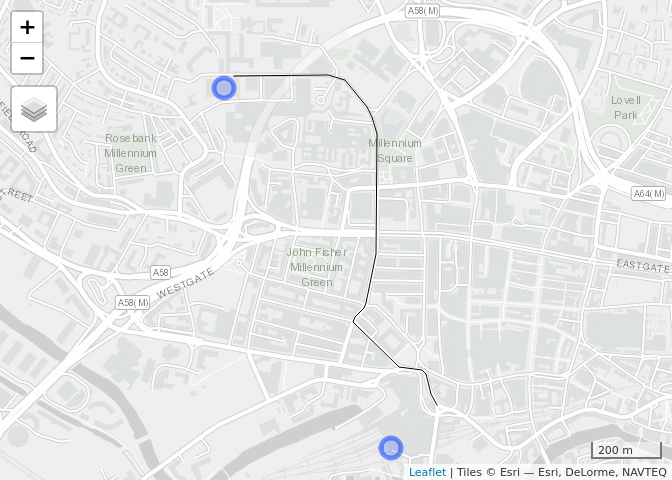 +
A58( M)
−
Lovell
Park
Rosebank
Millennium
Green
Millennium
Square
A64( M)
John Fisher
Millennium
Green
EASTGATE
A58
WESTGATE
A58( M)
200 m
Leaflet | Tiles © Esri — Esri, DeLorme, NAVTEQ